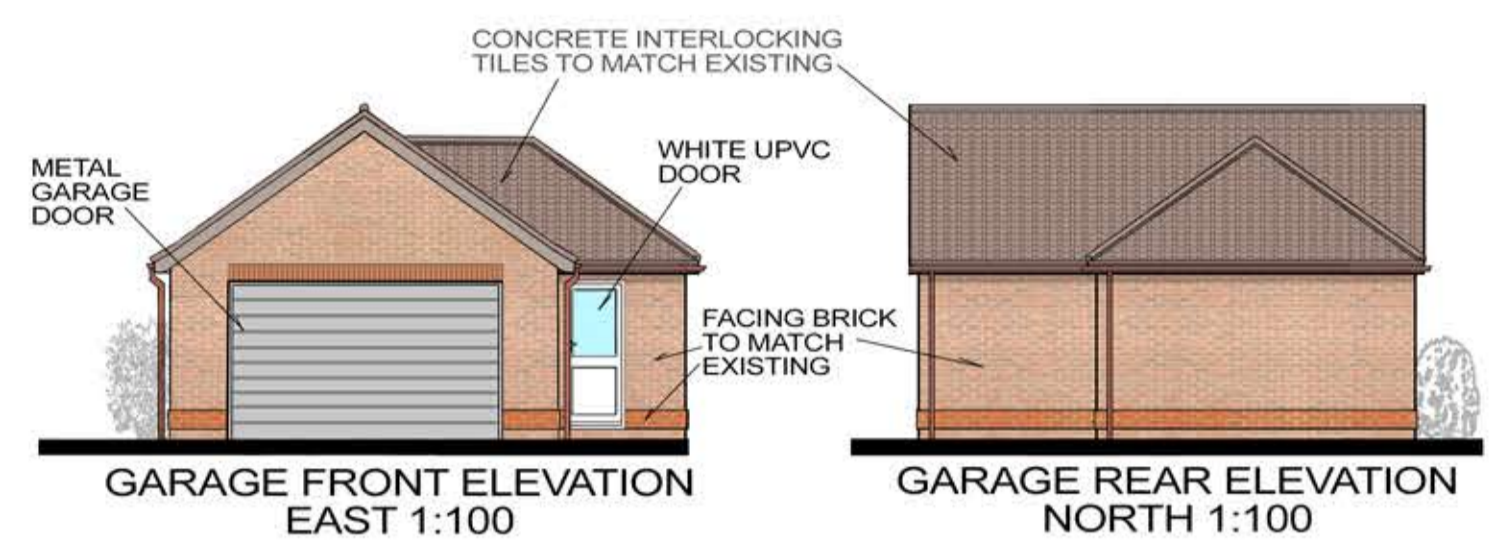 CONCRETE INTERLOCKING
TILES TO MATCH EXISTING
METAL
GARAGE
DOOR
WHITE UPVC
DOOR
FACING BRICK
TO MATCH
EXISTING
GARAGE FRONT ELEVATION
EAST 1:100
GARAGE REAR ELEVATION
NORTH 1:100